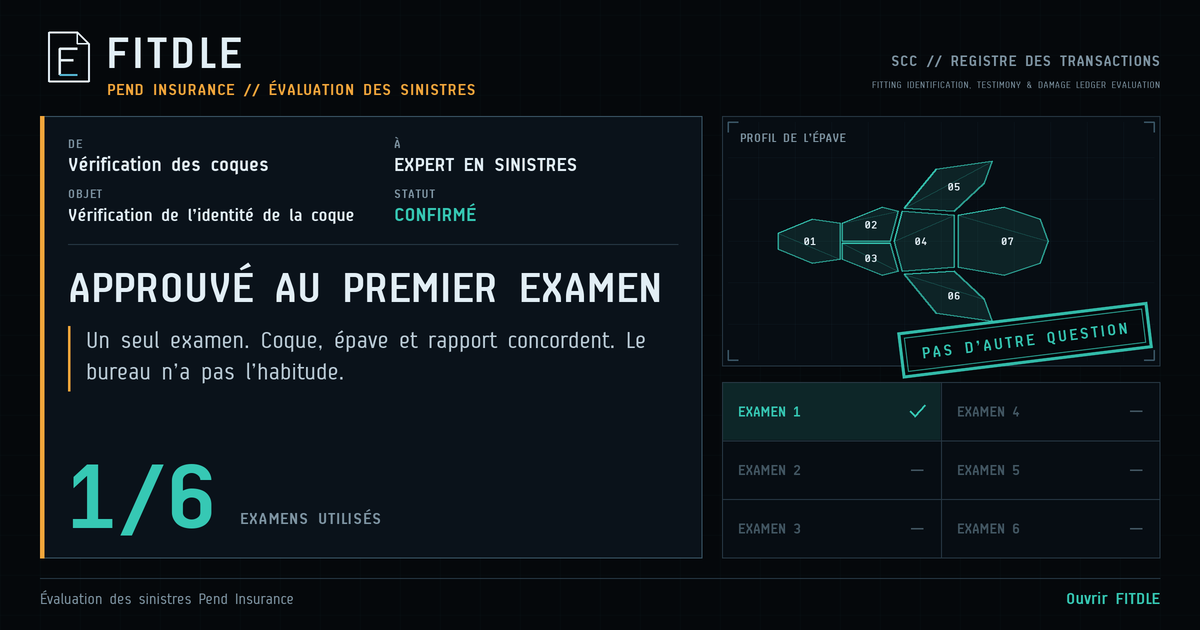 FITDLE
PEND INSURANCE // ÉVALUATION DES SINISTRES
SCC // REGISTRE DES TRANSACTIONS
FITTING IDENTIFICATION, TESTIMONY & DAMAGE LEDGER EVALUATION
DE
Vérification des coques
À
EXPERT EN SINISTRES
OBJET
Vérification de l’identité de la coque
STATUT
CONFIRMÉ
APPROUVÉ AU PREMIER EXAMEN
Un seul examen. Coque, épave et rapport concordent. Le
bureau n’a pas l’habitude.
1/6
EXAMENS UTILISÉS
PROFIL DE L’ÉPAVE
01
02
03
04
05
06
07
PAS D’AUTRE QUESTION
EXAMEN 1
EXAMEN 4
EXAMEN 2
EXAMEN 5
EXAMEN 3
EXAMEN 6
Évaluation des sinistres Pend Insurance
Ouvrir FITDLE